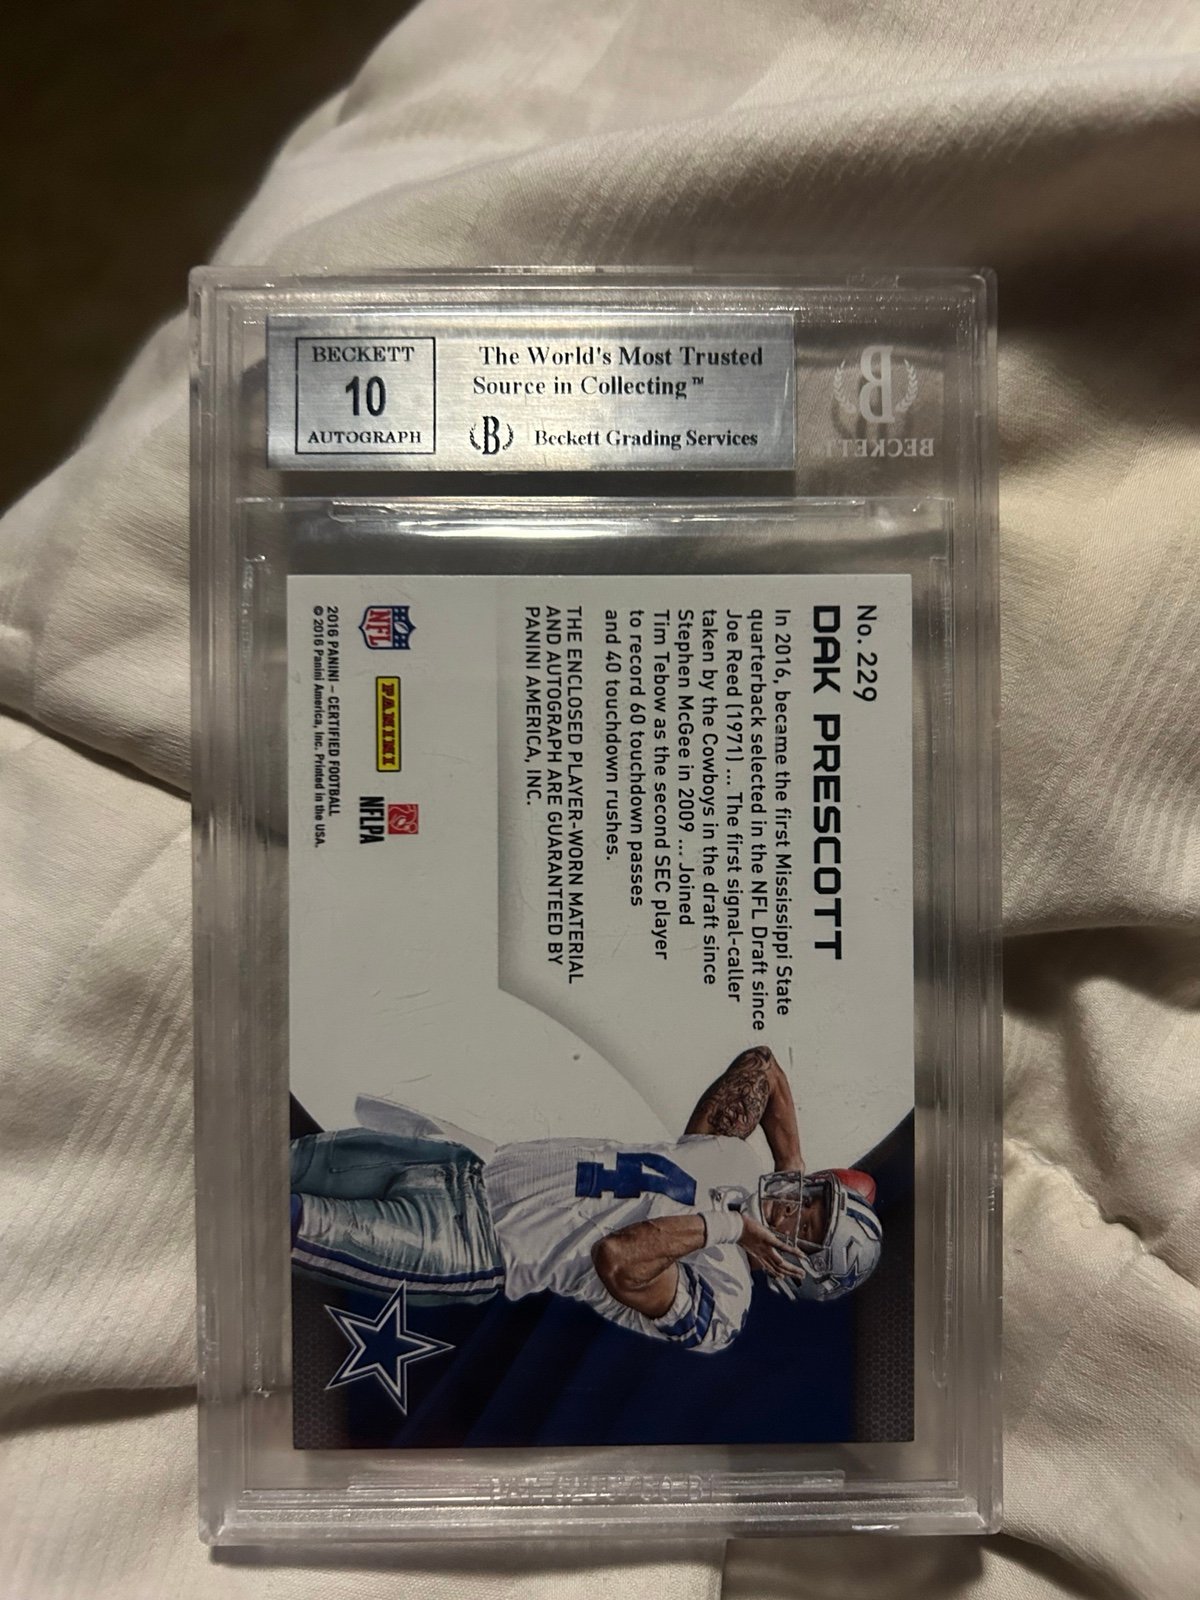 BECKETT
10
AUTOGRAPH
The World's Most Trusted
Source in Collecting™
B Beckett Grading Services
B
BECKETT
No. 229
DAK PRESCOTT
In 2016, became the first Mississippi State
quarterback selected in the NFL Draft since
Joe Reed (1971) ... The first signal-caller
taken by the Cowboys in the draft since
Stephen McGee in 2009 ... Joined
Tim Tebow as the second SEC player
to record 60 touchdown passes
and 40 touchdown rushes.
THE ENCLOSED PLAYER-WORN MATERIAL
AND AUTOGRAPH ARE GUARANTEED BY
PANINI AMERICA, INC.
NFL
PANINI
NFLPA
2016 PANINI – CERTIFIED FOOTBALL
© 2016 Panini America, Inc. Printed in the USA.
4